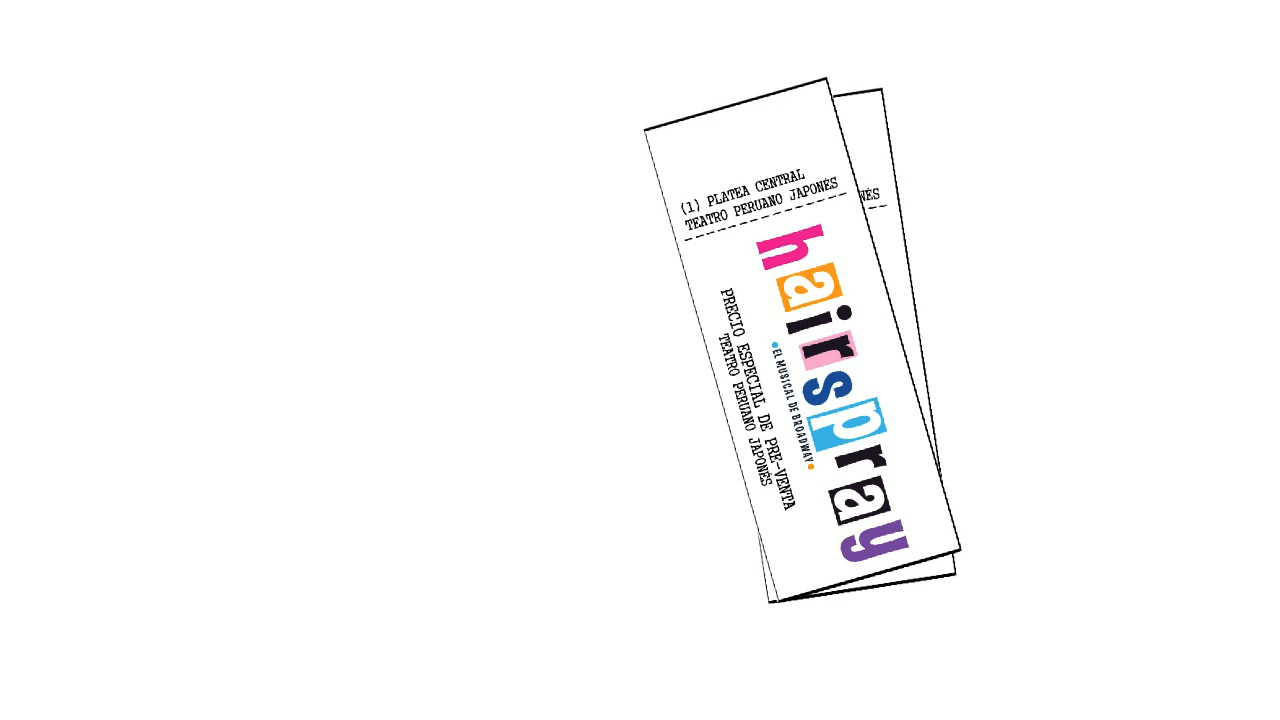 (1) PLATEA CENTRAL
TEATRO PERUANO JAPONÉS
NÉS
hairspray
•EL MUSICAL DE BROADWAY•
PRECIO ESPECIAL DE PRE-VENTA
TEATRO PERUANO JAPONÉS